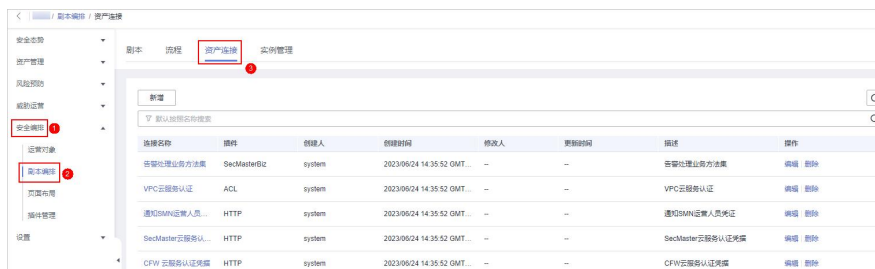 / 剧本编排 / 资产连接
安全态势
资产管理
风险预防
威胁运营
安全编排 1
运营对象
剧本编排 2
页面布局
插件管理
设置
剧本 流程 资产连接 实例管理
3
新增
默认按照名称搜索
连接名称 插件 创建人 创建时间 修改人 更新时间 描述 操作
告警处理业务方法集 SecMasterBiz system 2023/06/24 14:35:52 GMT... -- -- 告警处理业务方法集 编辑 删除
VPC云服务认证 ACL system 2023/06/24 14:35:52 GMT... -- -- VPC云服务认证 编辑 删除
通知SMN运营人员... HTTP system 2023/06/24 14:35:52 GMT... -- -- 通知SMN运营人员凭证 编辑 删除
SecMaster云服务认... HTTP system 2023/06/24 14:35:52 GMT... -- -- SecMaster云服务认证凭据 编辑 删除
CFW 云服务认证凭据 HTTP system 2023/06/24 14:35:52 GMT... -- -- CFW云服务认证凭据 编辑 删除